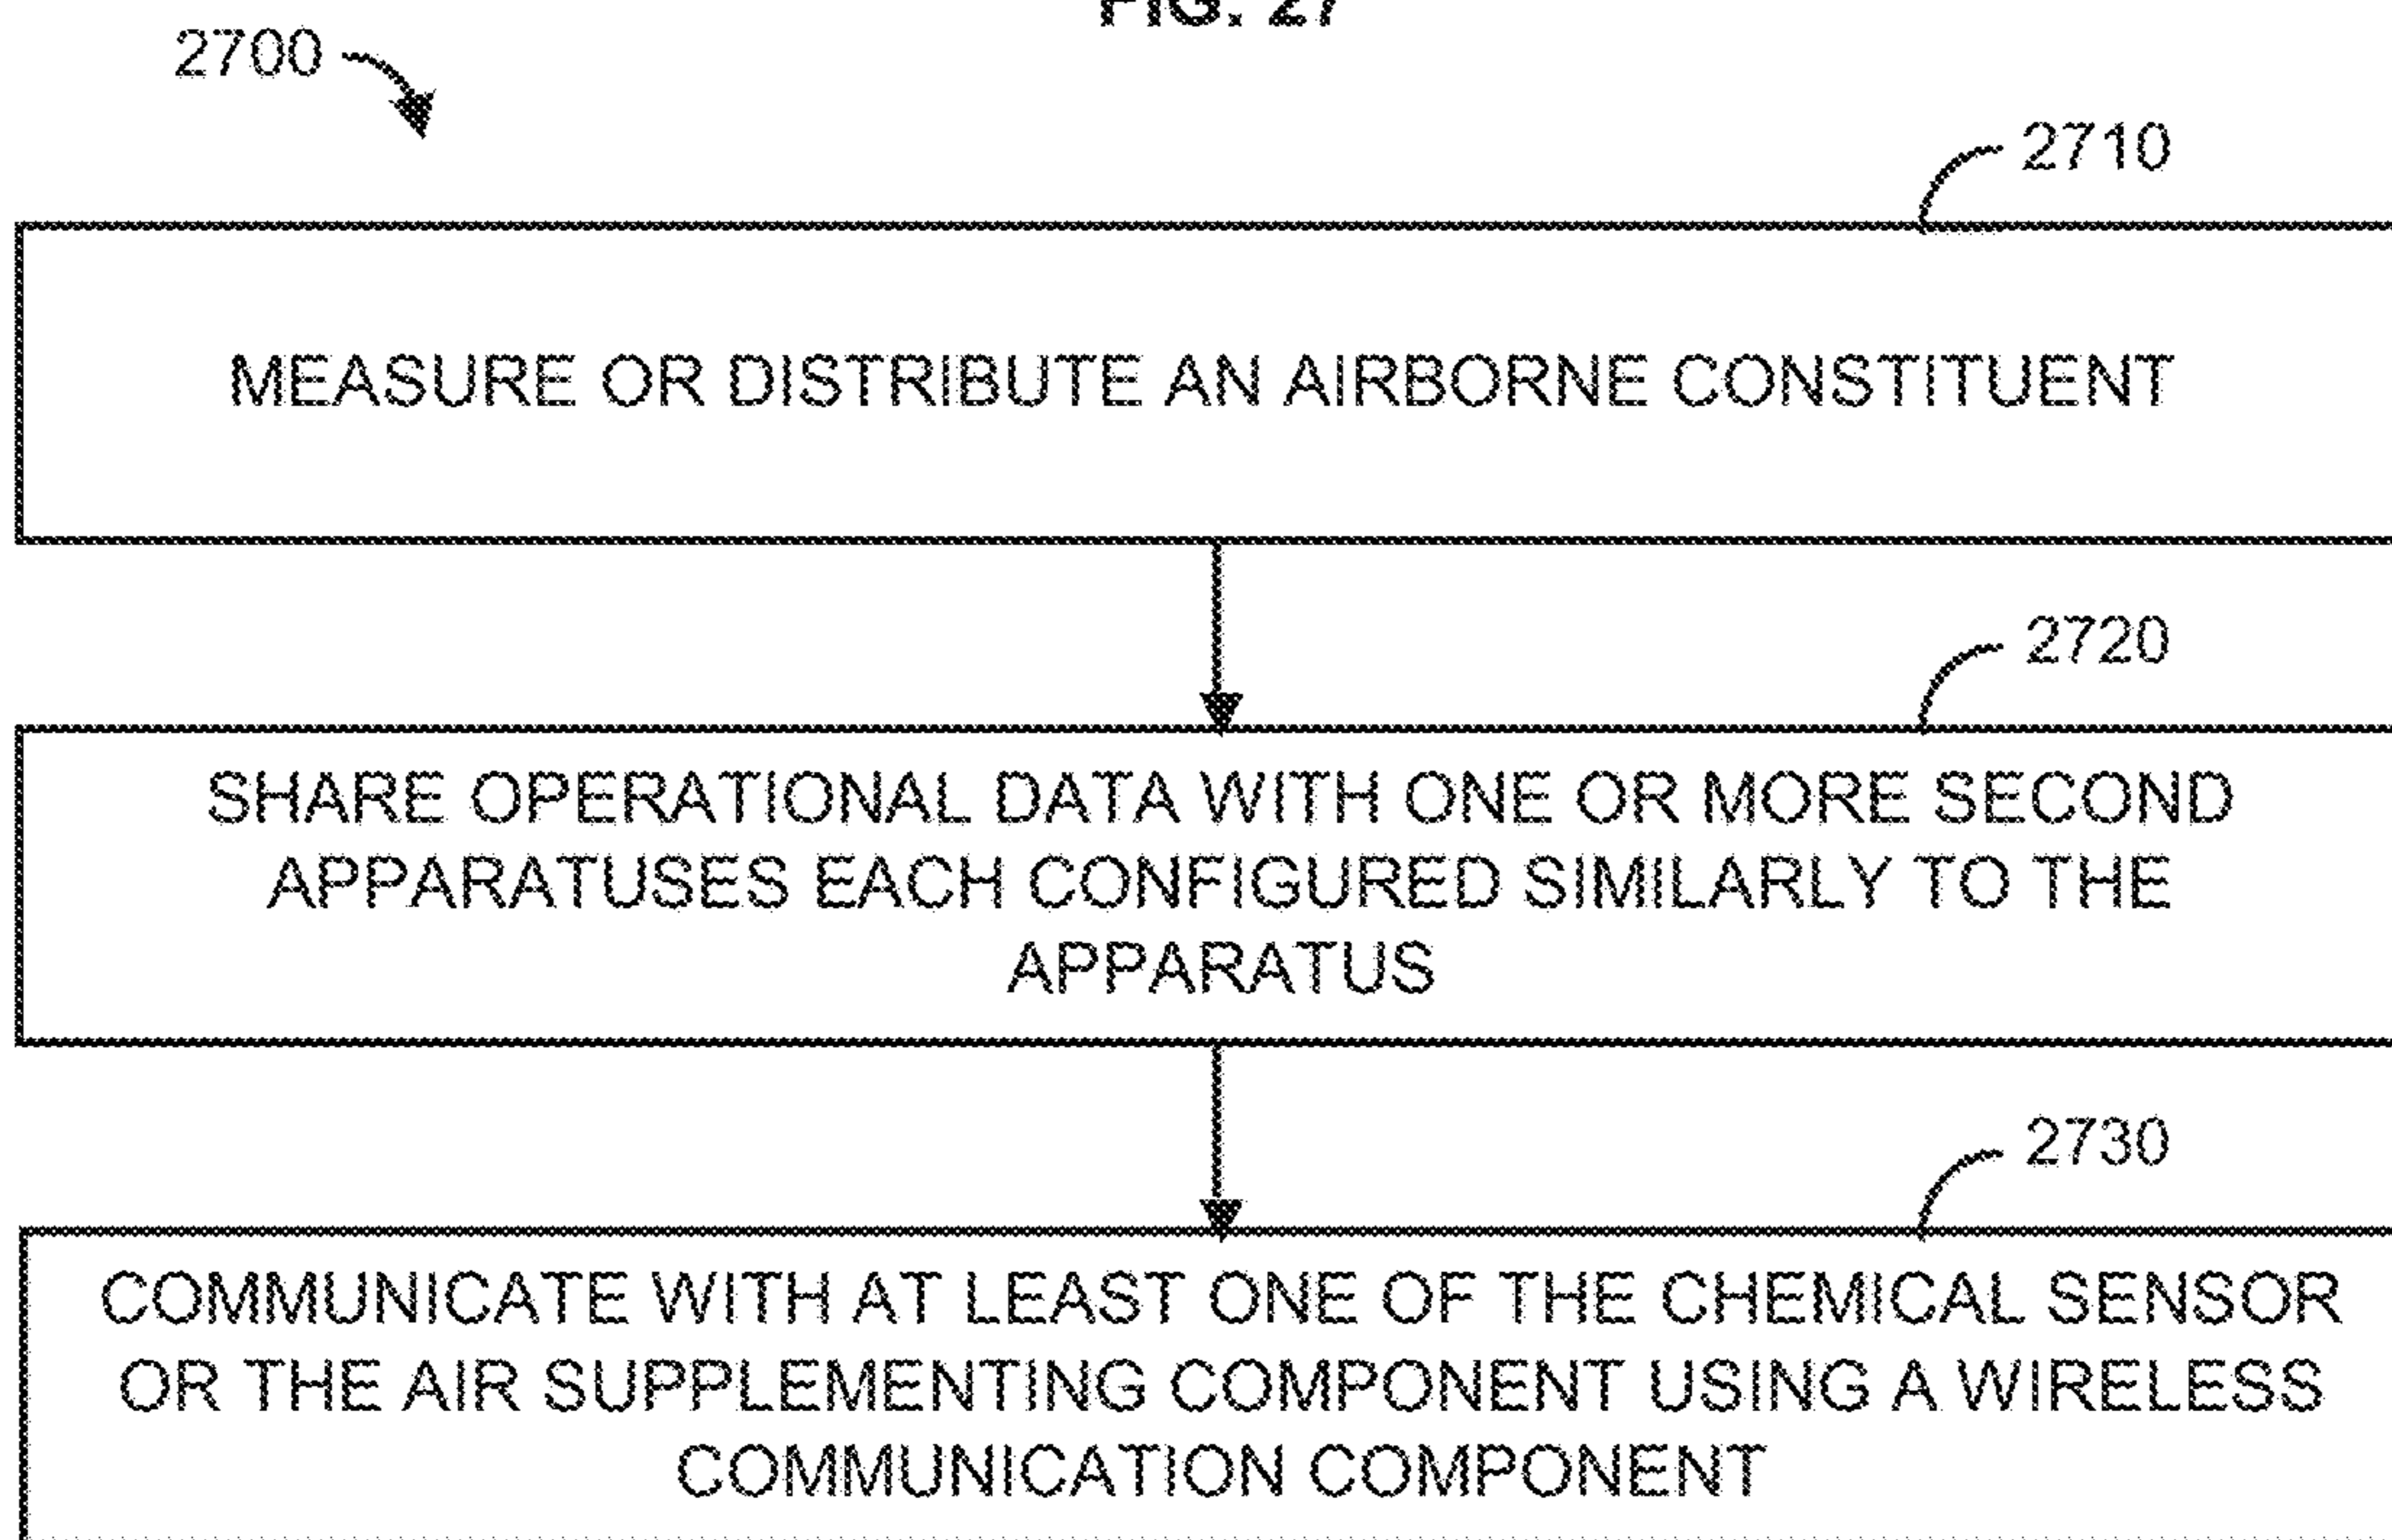 FIG. 27
2700
2710
MEASURE OR DISTRIBUTE AN AIRBORNE CONSTITUENT
2720
SHARE OPERATIONAL DATA WITH ONE OR MORE SECOND
APPARATUSES EACH CONFIGURED SIMILARLY TO THE
APPARATUS
2730
COMMUNICATE WITH AT LEAST ONE OF THE CHEMICAL SENSOR
OR THE AIR SUPPLEMENTING COMPONENT USING A WIRELESS
COMMUNICATION COMPONENT